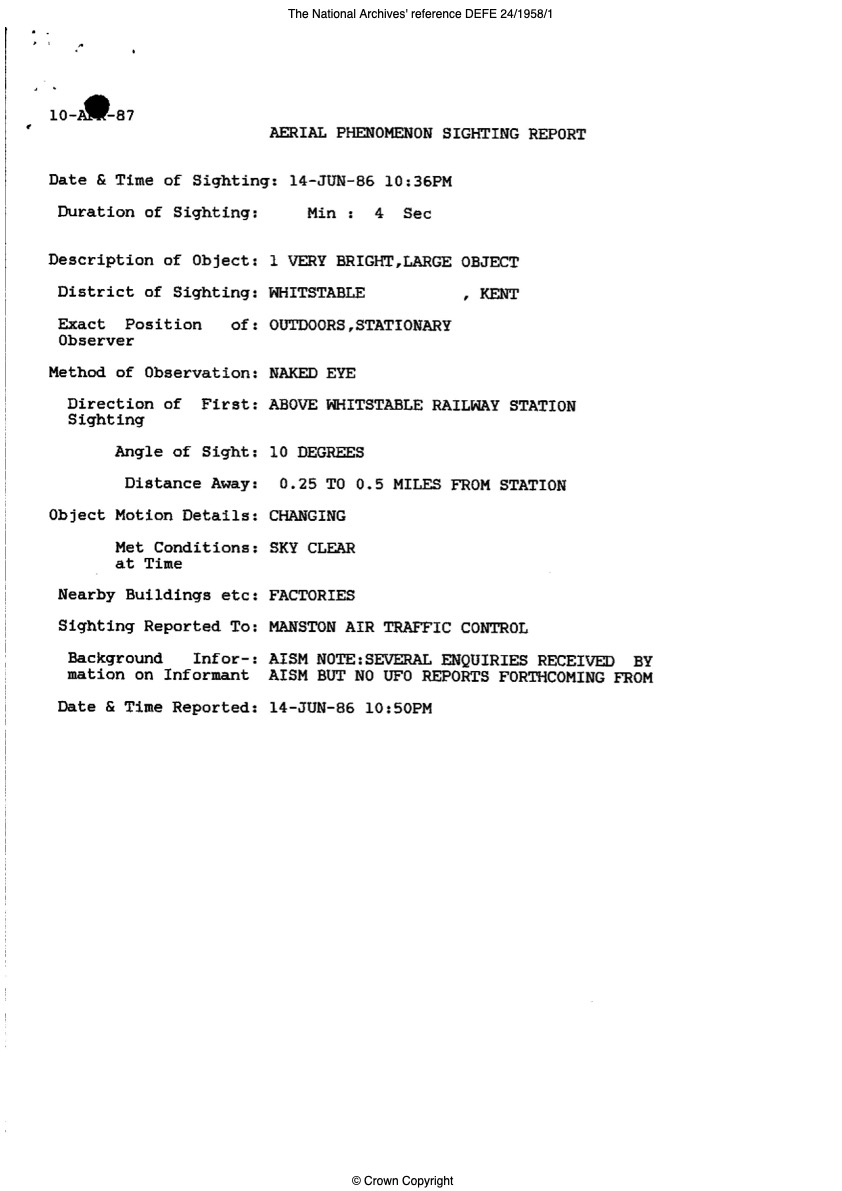 The National Archives' reference DEFE 24/1958/1
10-APR-87
AERIAL PHENOMENON SIGHTING REPORT
Date & Time of Sighting: 14-JUN-86 10:36PM
Duration of Sighting: Min : 4 Sec
Description of Object: 1 VERY BRIGHT,LARGE OBJECT
District of Sighting: WHITSTABLE , KENT
Exact Position of: OUTDOORS,STATIONARY
Observer
Method of Observation: NAKED EYE
Direction of First: ABOVE WHITSTABLE RAILWAY STATION
Sighting
Angle of Sight: 10 DEGREES
Distance Away: 0.25 TO 0.5 MILES FROM STATION
Object Motion Details: CHANGING
Met Conditions: SKY CLEAR
at Time
Nearby Buildings etc: FACTORIES
Sighting Reported To: MANSTON AIR TRAFFIC CONTROL
Background Infor-: AISM NOTE:SEVERAL ENQUIRIES RECEIVED BY
mation on Informant AISM BUT NO UFO REPORTS FORTHCOMING FROM
Date & Time Reported: 14-JUN-86 10:50PM
© Crown Copyright